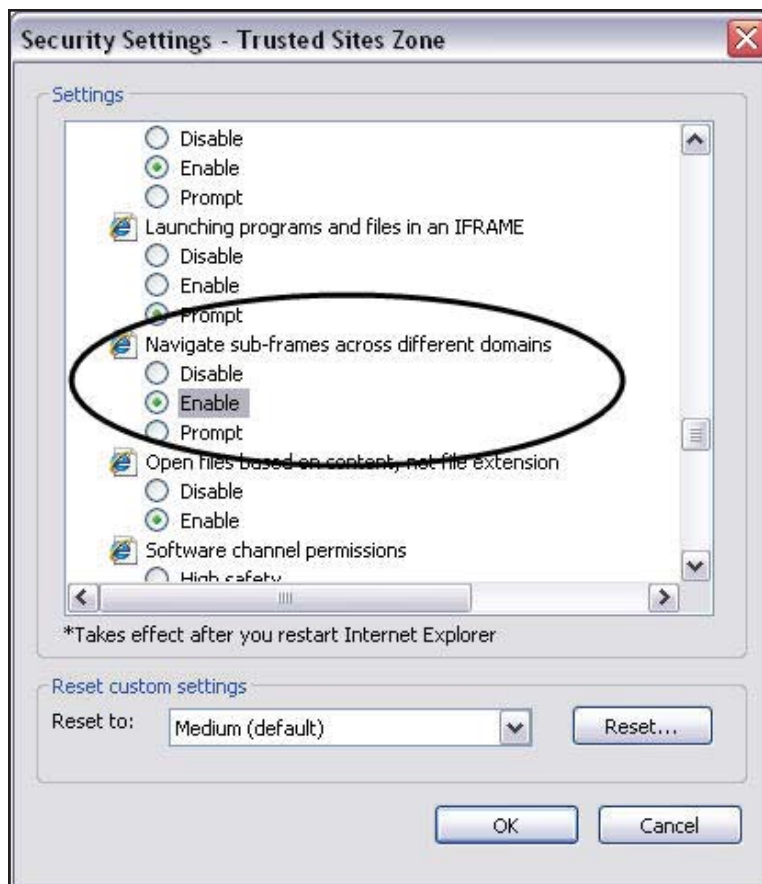 Security Settings - Trusted Sites Zone
Settings
Disable
Enable
Prompt
Launching programs and files in an IFRAME
Disable
Enable
Prompt
Navigate sub-frames across different domains
Disable
Enable
Prompt
Open files based on content, not file extension
Disable
Enable
Software channel permissions
High safety
*Takes effect after you restart Internet Explorer
Reset custom settings
Reset to: Medium (default) Reset...
OK Cancel